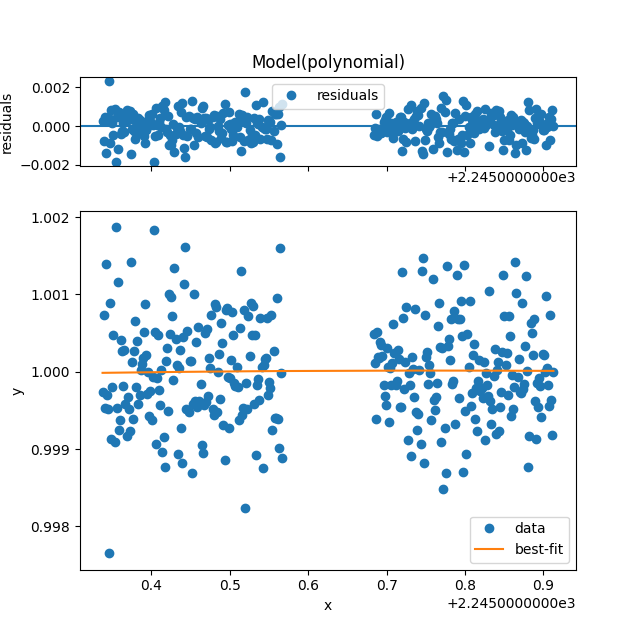 Model(polynomial)
residuals
0.002
0.000
−0.002
residuals
+2.2450000000e3
1.002
1.001
1.000
0.999
0.998
y
data
best-fit
0.4 0.5 0.6 0.7 0.8 0.9
x
+2.2450000000e3